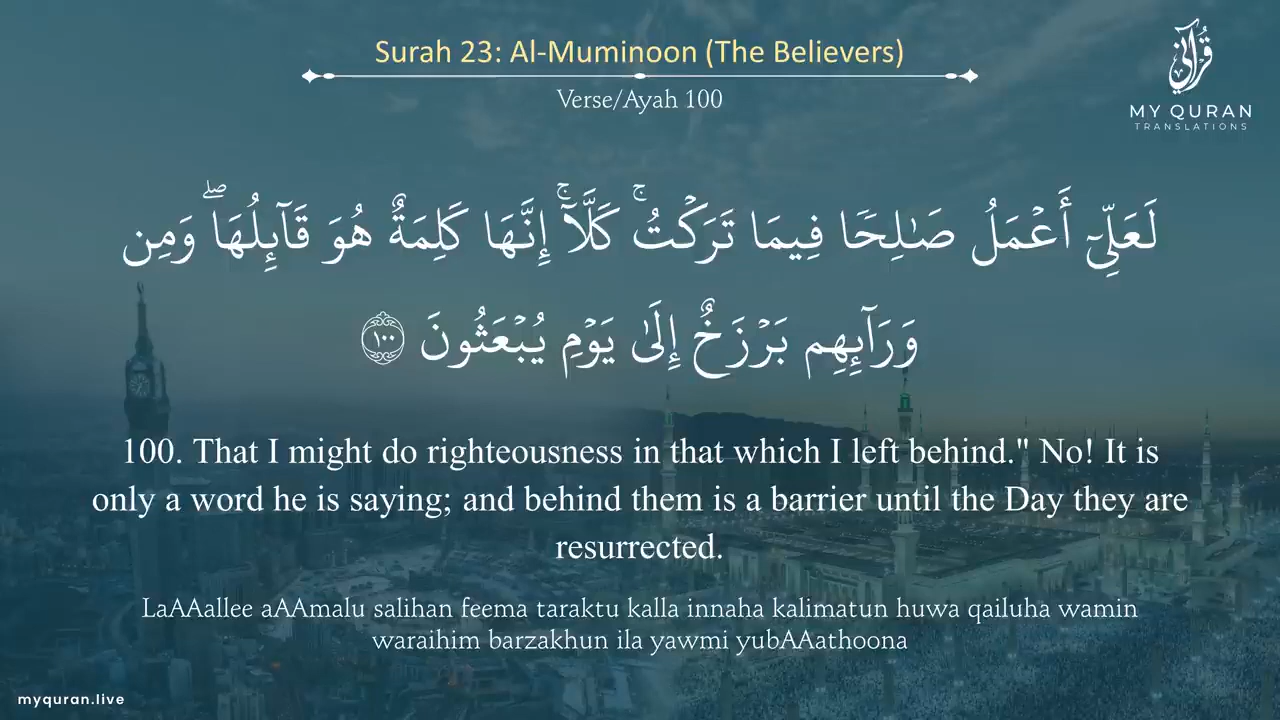 Surah 23: Al-Muminoon (The Believers)
Verse/Ayah 100
قرآني
MY QURAN
TRANSLATIONS
لَعَلِّىٓ أَعْمَلُ صَـٰلِحًا فِيمَا تَرَكْتُ ۚ كَلَّآ ۚ إِنَّهَا كَلِمَةٌ هُوَ قَآئِلُهَا ۖ وَمِن
وَرَآئِهِم بَرْزَخٌ إِلَىٰ يَوْمِ يُبْعَثُونَ ١٠٠
100. That I might do righteousness in that which I left behind." No! It is
only a word he is saying; and behind them is a barrier until the Day they are
resurrected.
LaAAallee aAAmalu salihan feema taraktu kalla innaha kalimatun huwa qailuha wamin
waraihim barzakhun ila yawmi yubAAathoona
myquran.live